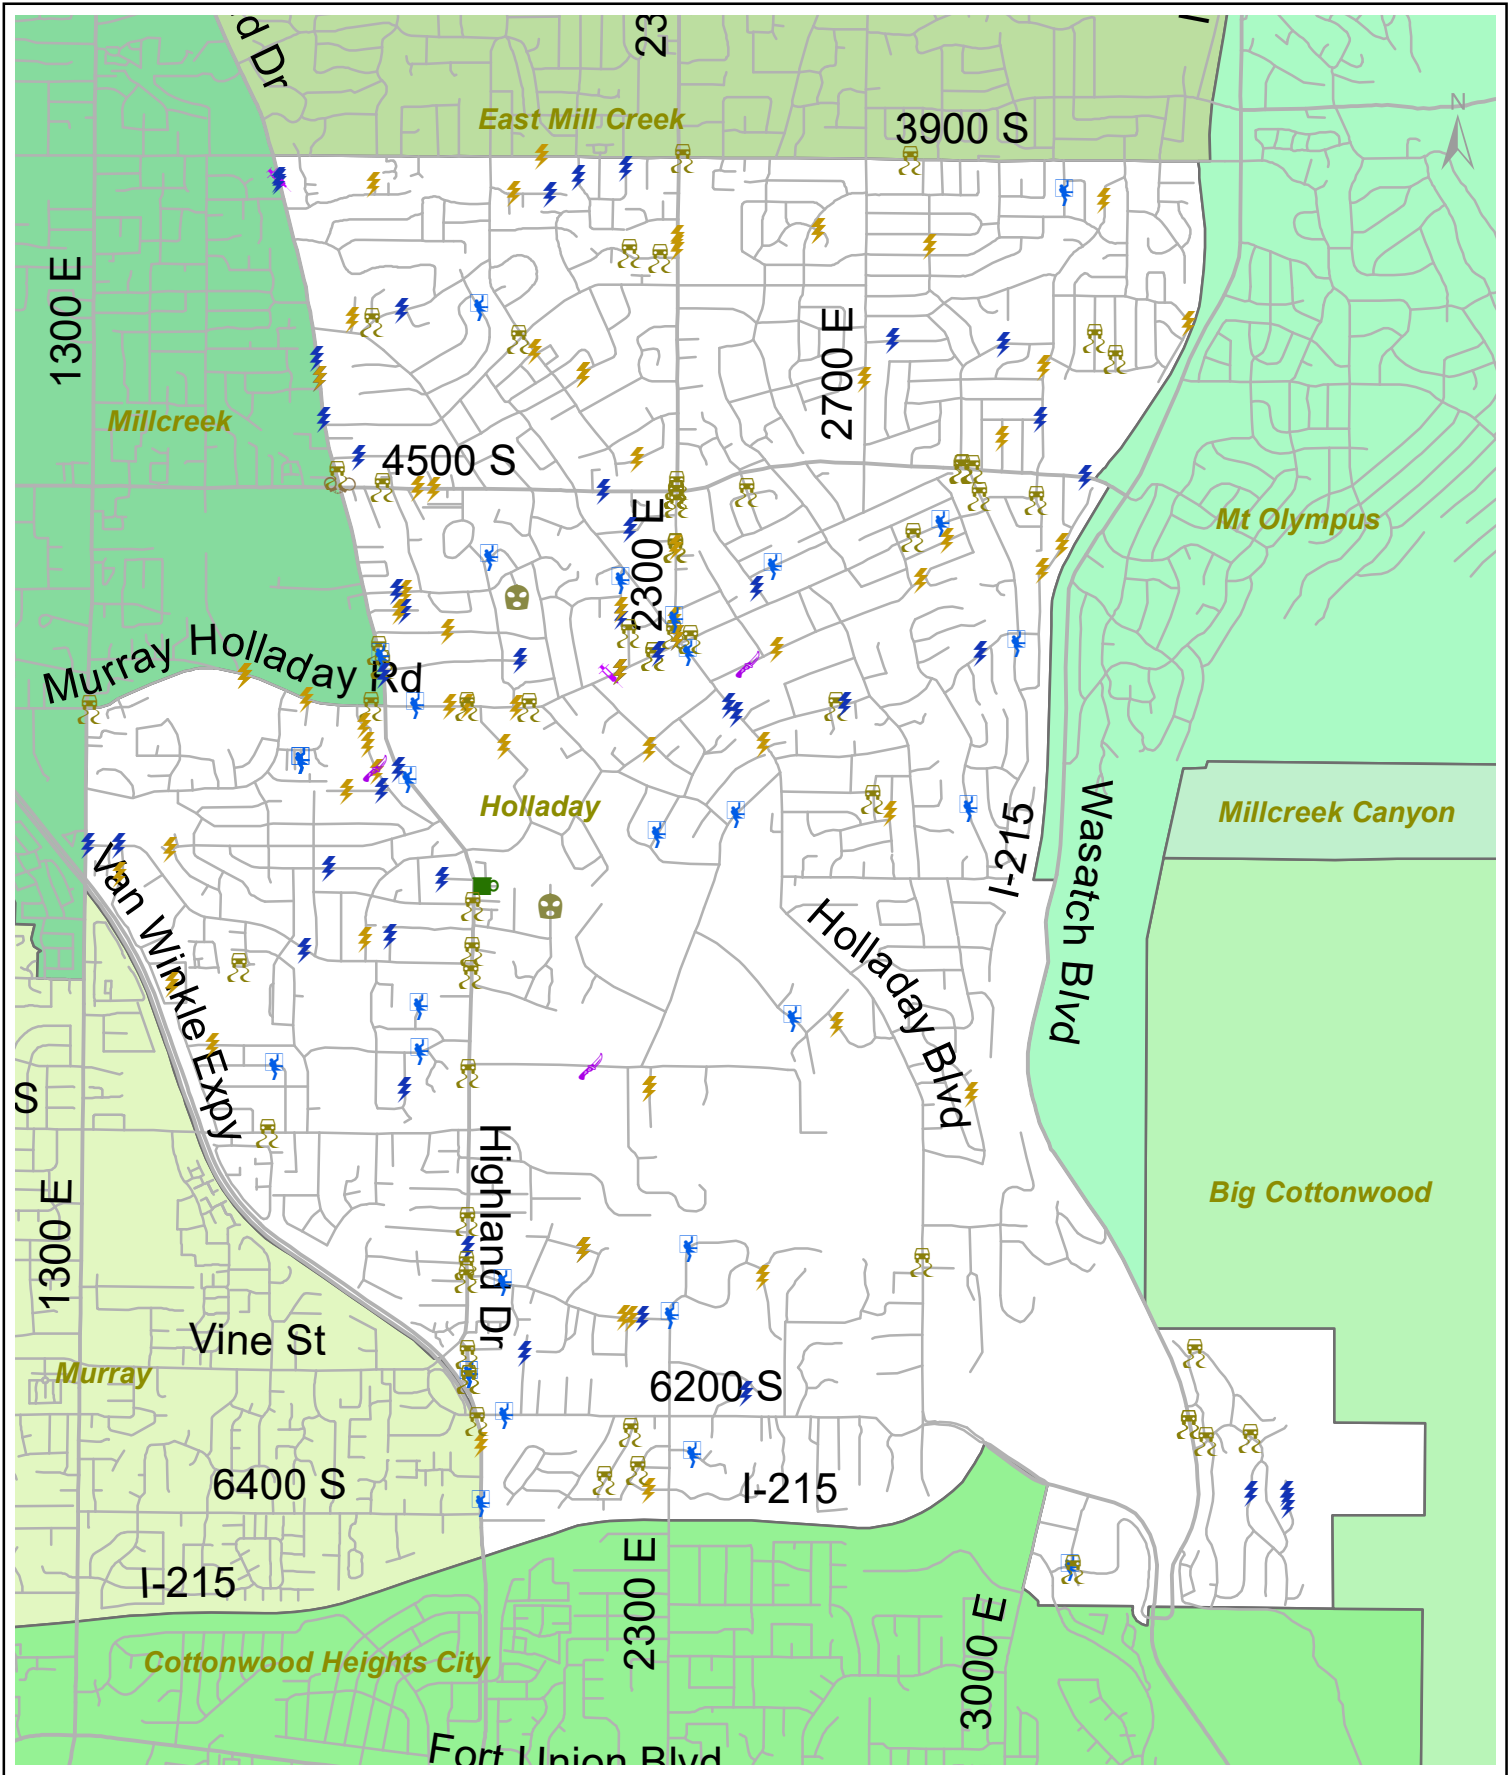 d Dr
23
East Mill Creek
3900 S
N
1300 E
2700 E
Millcreek
4500 S
Mt Olympus
2300 E
Murray Holladay Rd
Holladay
Millcreek Canyon
I-215
Wasatch Blvd
Van Winkle Expy
Holladay Blvd
S
Highland Dr
1300 E
Big Cottonwood
Vine St
Murray
6200 S
6400 S
I-215
I-215
2300 E
3000 E
Cottonwood Heights City
Fort Union Blvd